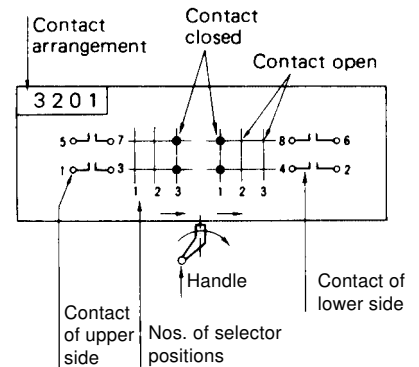 Contact
arrangement
Contact
closed
Contact open
3201
5 7 8 6
1 3 4 2
1 2 3 1 2 3
Handle
Contact
of upper
side
Nos. of selector
positions
Contact of
lower side